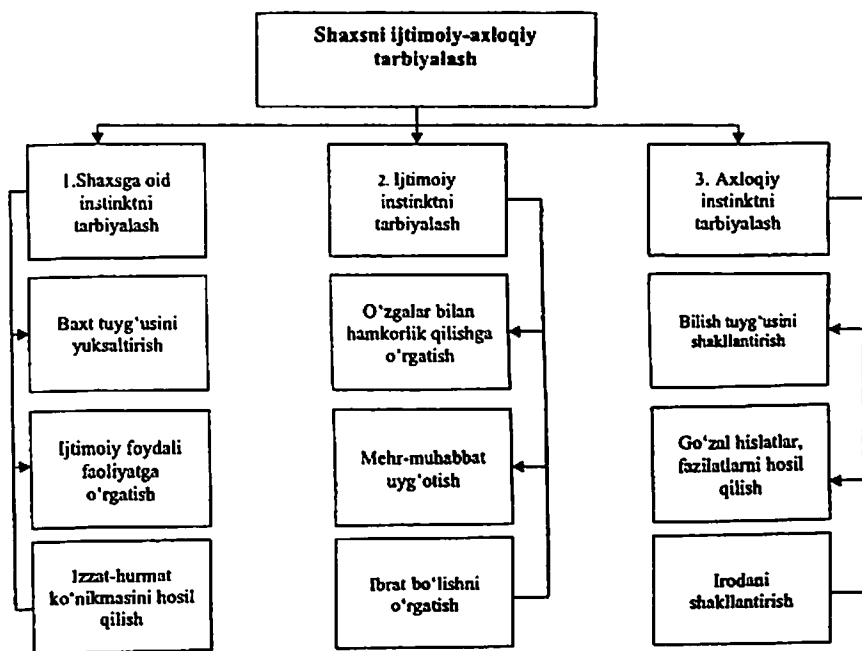 Shaxsni ijtimoiy-axloqiy
tarbiyalash
1.Shaxsga oid
instinktni
tarbiyalash
Baxt tuyg‘usini
yuksaltirish
Ijtimoiy foydali
faoliyatga
o‘rgatish
Izzat-hurmat
ko‘nikmasini hosil
qilish
2. Ijtimoiy
instinktni
tarbiyalash
O‘zgalar bilan
hamkorlik qilishga
o‘rgatish
Mehr-muhabbat
uyg‘otish
Ibrat bo‘lishni
o‘rgatish
3. Axloqiy
instinktni
tarbiyalash
Bilish tuyg‘usini
shakllantirish
Go‘zal hislatlar,
fazilatlarni hosil
qilish
Irodani
shakllantirish